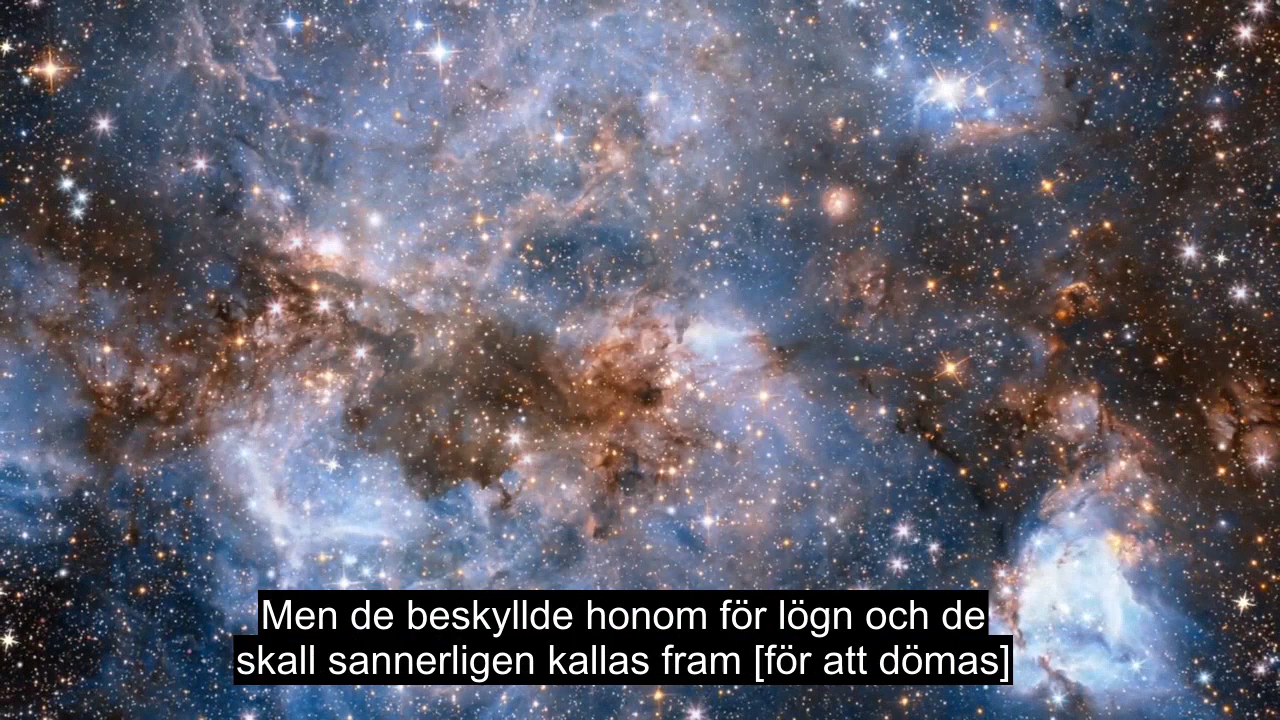 Men de beskyllde honom för lögn och de
skall sannerligen kallas fram [för att dömas]